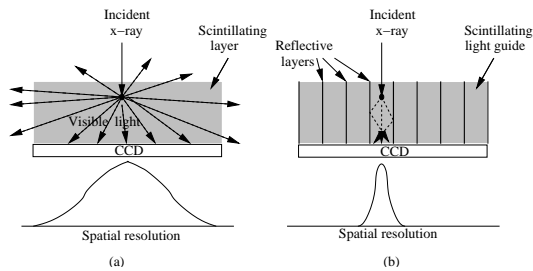 Incident
x−ray
Scintillating
layer
Visible light
CCD
Spatial resolution
(a)
Incident
x−ray
Reflective
layers
Scintillating
light guide
CCD
Spatial resolution
(b)